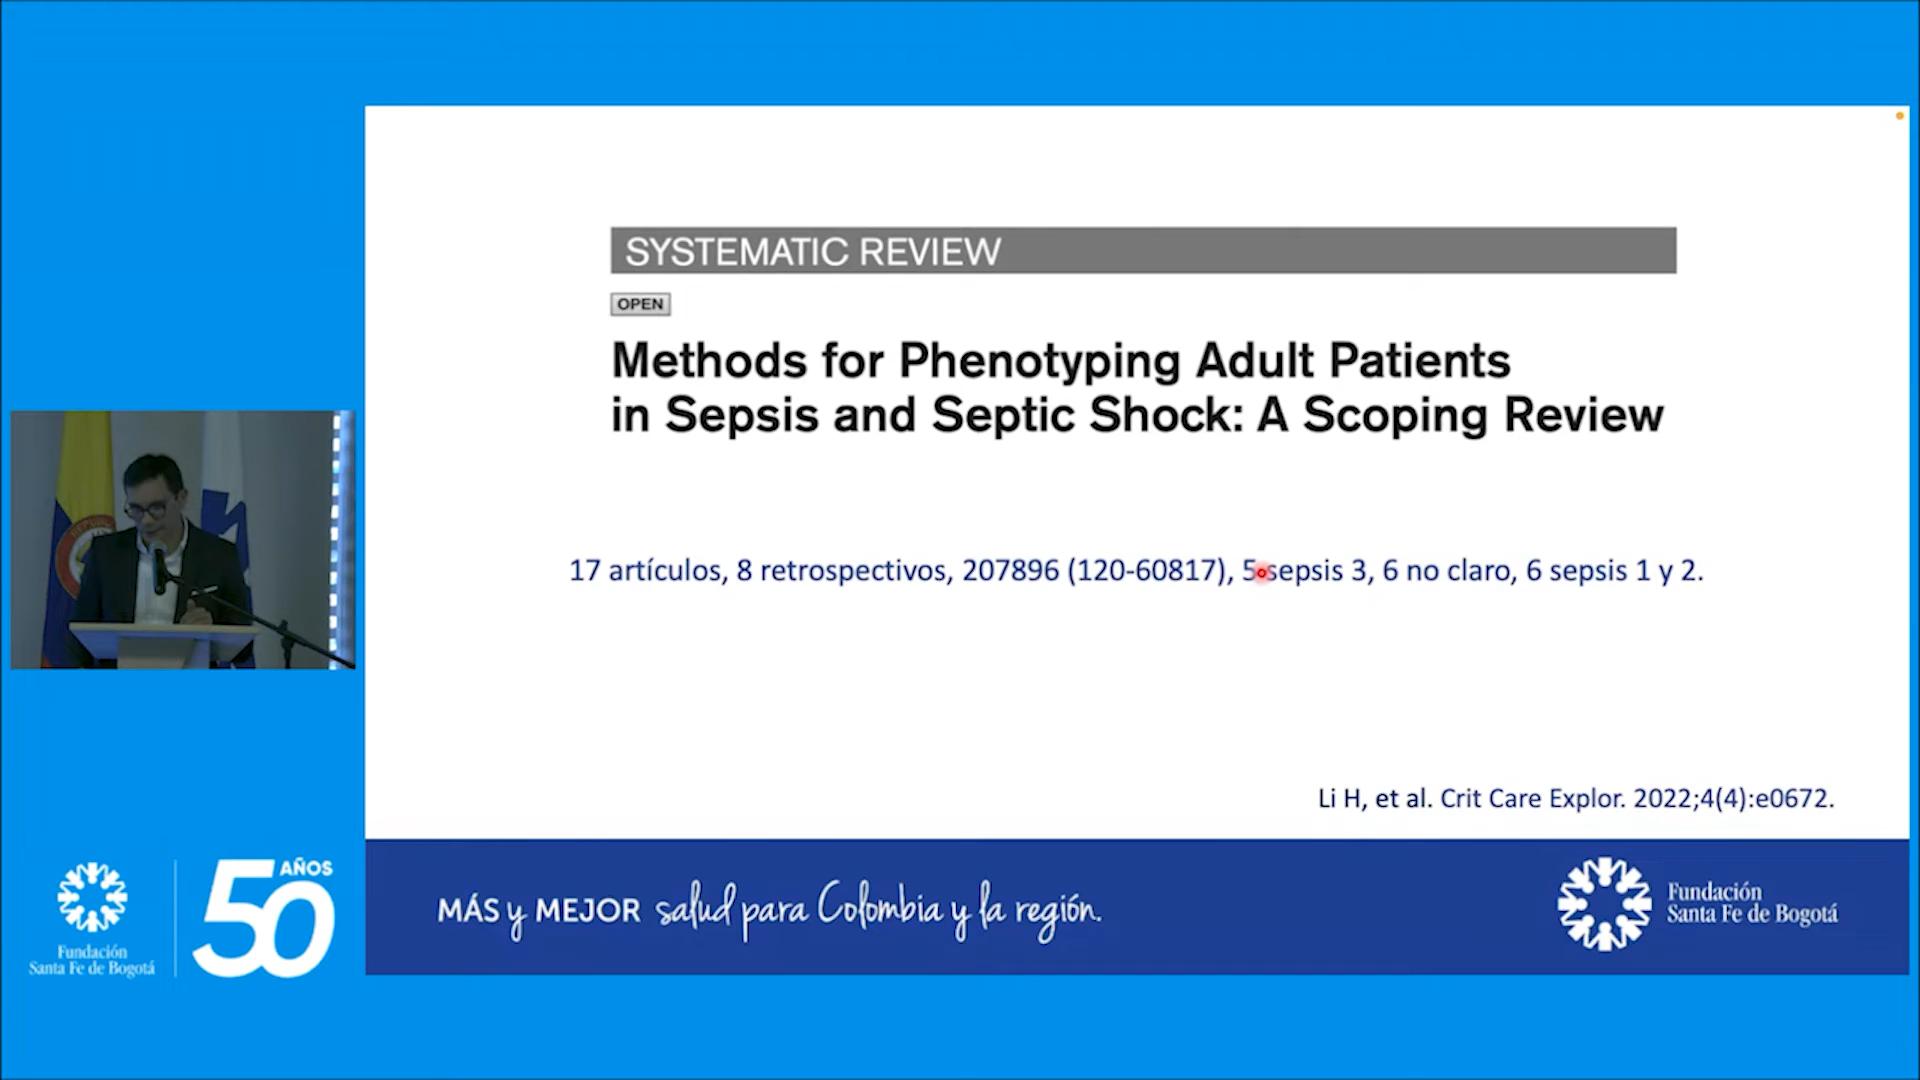 SYSTEMATIC REVIEW
OPEN
Methods for Phenotyping Adult Patients
in Sepsis and Septic Shock: A Scoping Review
17 artículos, 8 retrospectivos, 207896 (120-60817), 5 sepsis 3, 6 no claro, 6 sepsis 1 y 2.
Li H, et al. Crit Care Explor. 2022;4(4):e0672.
MÁS y MEJOR salud para Colombia y la región.
Fundación
Santa Fe de Bogotá
Fundación
Santa Fe de Bogotá
50 AÑOS